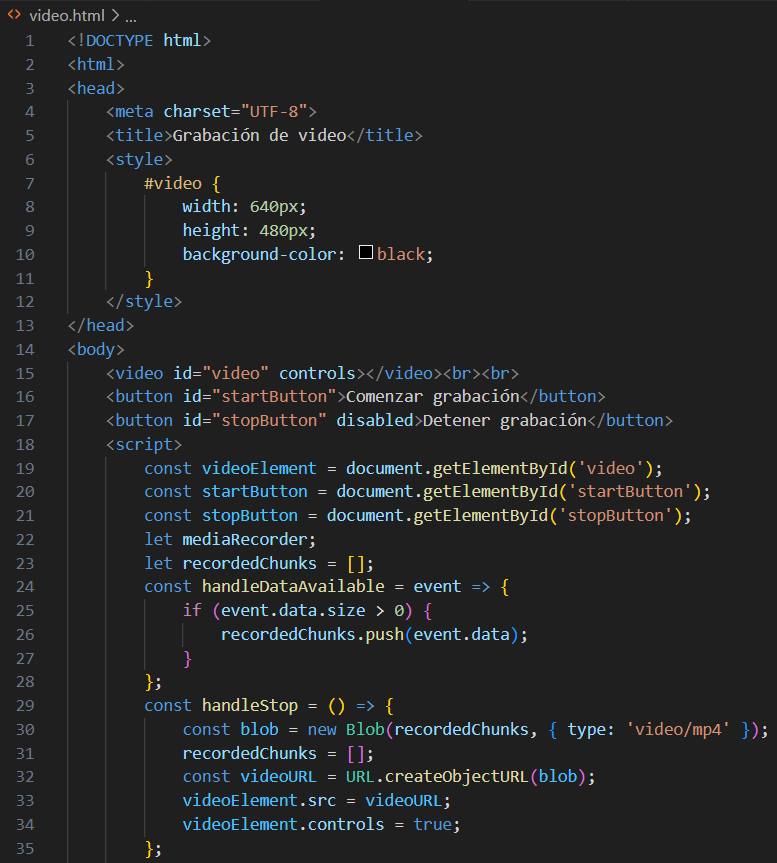 <> video.html > ...
1 <!DOCTYPE html>
2 <html>
3 <head>
4     <meta charset="UTF-8">
5     <title>Grabación de video</title>
6     <style>
7         #video {
8             width: 640px;
9             height: 480px;
10             background-color: black;
11         }
12     </style>
13 </head>
14 <body>
15     <video id="video" controls></video><br><br>
16     <button id="startButton">Comenzar grabación</button>
17     <button id="stopButton" disabled>Detener grabación</button>
18     <script>
19         const videoElement = document.getElementById('video');
20         const startButton = document.getElementById('startButton');
21         const stopButton = document.getElementById('stopButton');
22         let mediaRecorder;
23         let recordedChunks = [];
24         const handleDataAvailable = event => {
25             if (event.data.size > 0) {
26                 recordedChunks.push(event.data);
27             }
28         };
29         const handleStop = () => {
30             const blob = new Blob(recordedChunks, { type: 'video/mp4' });
31             recordedChunks = [];
32             const videoURL = URL.createObjectURL(blob);
33             videoElement.src = videoURL;
34             videoElement.controls = true;
35         };